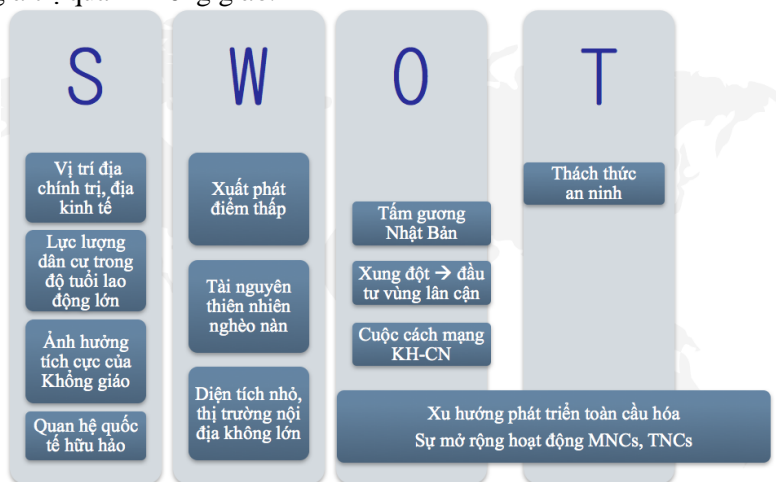 S
Vị trí địa
chính trị, địa
kinh tế
Lực lượng
dân cư trong
độ tuổi lao
động lớn
Ảnh hưởng
tích cực của
Khổng giáo
Quan hệ quốc
tế hữu hảo
W
Xuất phát
điểm thấp
Tài nguyên
thiên nhiên
nghèo nàn
Diện tích nhỏ,
thị trường nội
địa không lớn
O
Tấm gương
Nhật Bản
Xung đột → đầu
tư vùng lân cận
Cuộc cách mạng
KH-CN
T
Thách thức
an ninh
Xu hướng phát triển toàn cầu hóa
Sự mở rộng hoạt động MNCs, TNCs